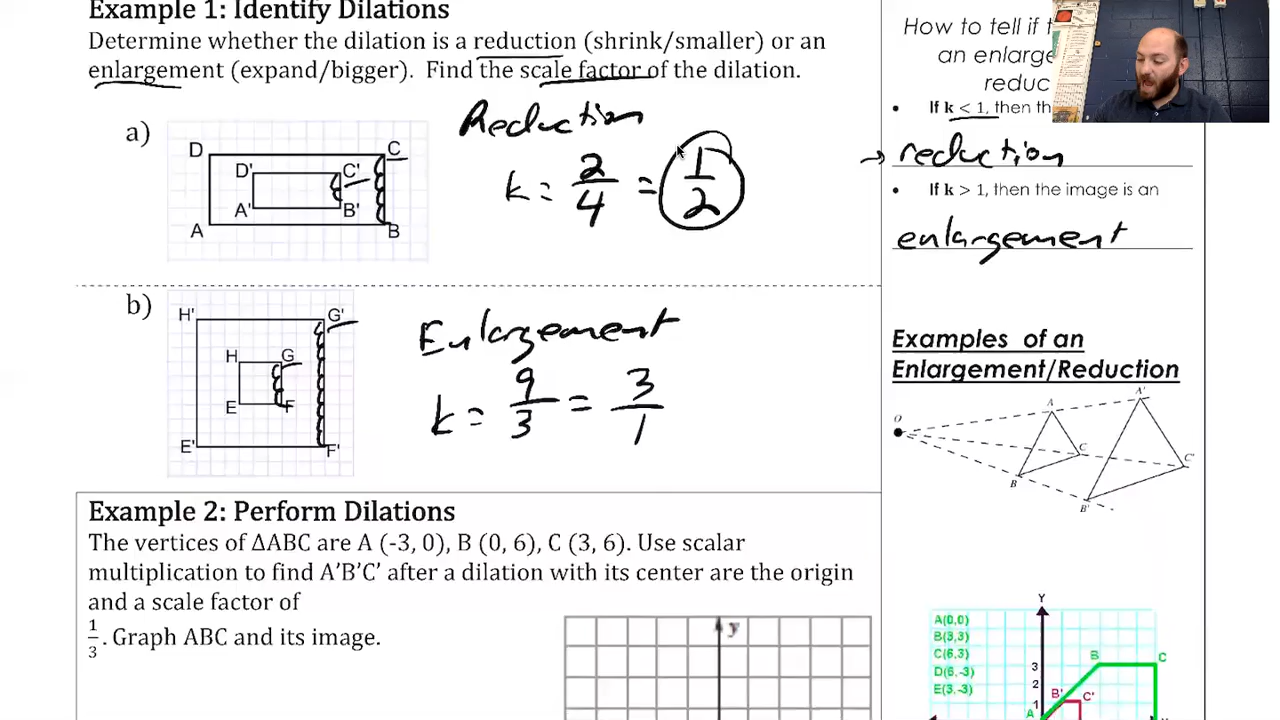 Example 1: Identify Dilations
Determine whether the dilation is a reduction (shrink/smaller) or an
enlargement (expand/bigger). Find the scale factor of the dilation.
a)
D
C
D'
C'
A'
B'
A
B
Reduction
k = 2/4 = 1/2
b)
H'
G'
H
G
E
F
E'
F'
Enlargement
k = 9/3 = 3/1
Example 2: Perform Dilations
The vertices of ΔABC are A (-3, 0), B (0, 6), C (3, 6). Use scalar
multiplication to find A'B'C' after a dilation with its center are the origin
and a scale factor of
1/3. Graph ABC and its image.
y
How to tell if
an enlarge
reduc
• If k < 1, then th
→ reduction
• If k > 1, then the image is an
enlargement
Examples of an
Enlargement/Reduction
O
A
A'
C
C'
B
B'
Y
A(0,0)
B(3,3)
C(6,3)
D(6,-3)
E(3,-3)
B
C
3
2
B'
C'
1
A